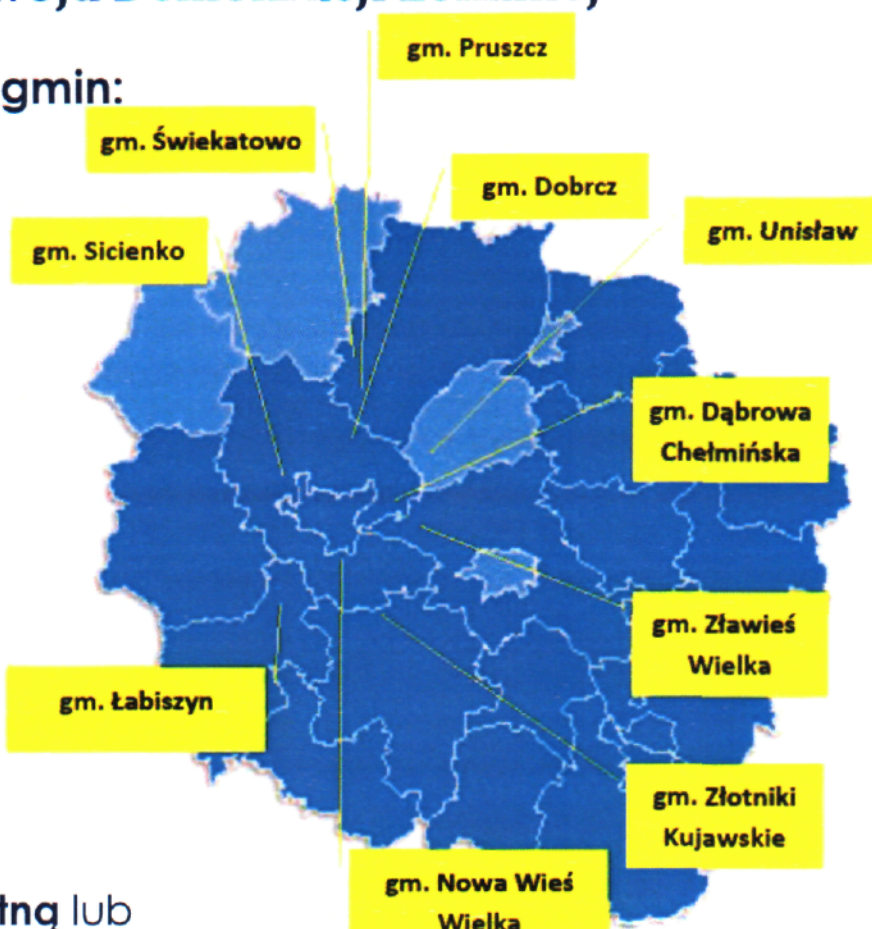 gmin:
gm. Pruszcz
gm. Świekatowo
gm. Dobrcz
gm. Sicienko
gm. Unisław
gm. Dąbrowa
Chełmińska
gm. Zławieś
Wielka
gm. Łabiszyn
gm. Złotniki
Kujawskie
gm. Nowa Wieś
Wielka
lub